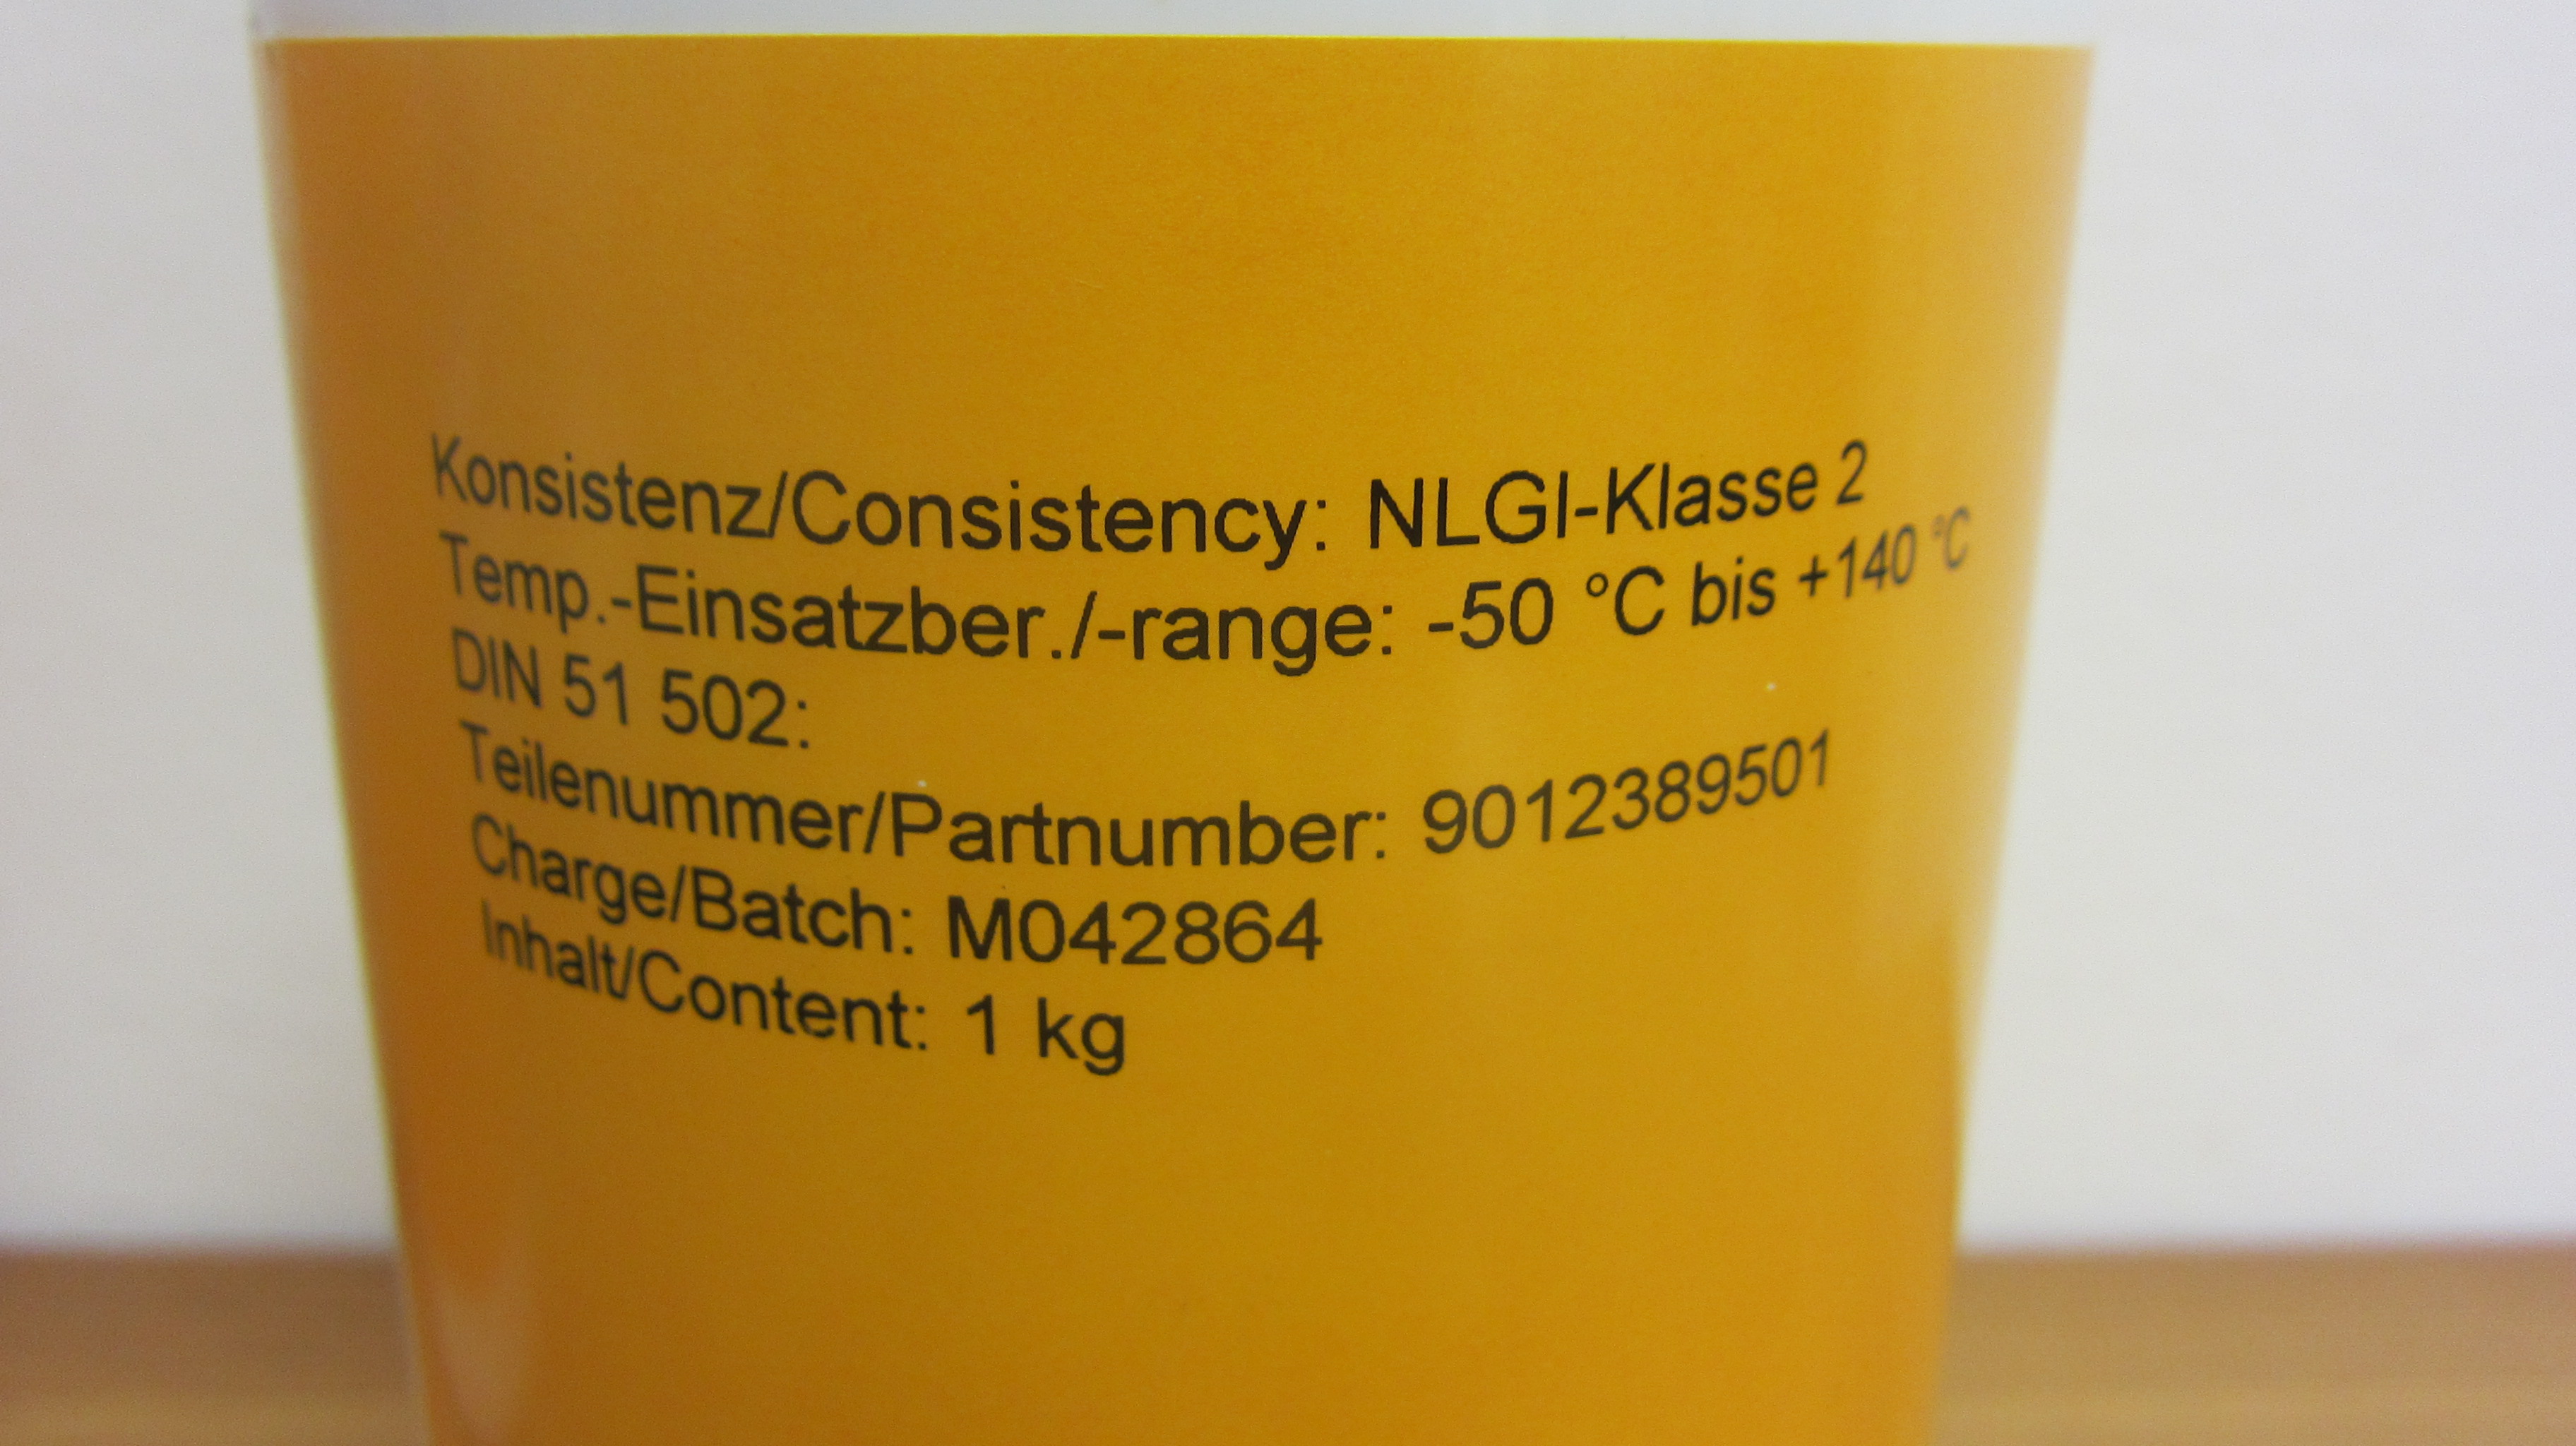 Konsistenz/Consistency: NLGI-Klasse 2
Temp.-Einsatzber./-range: -50 °C bis +140 °C
DIN 51 502:
Teilenummer/Partnumber: 9012389501
Charge/Batch: M042864
Inhalt/Content: 1 kg